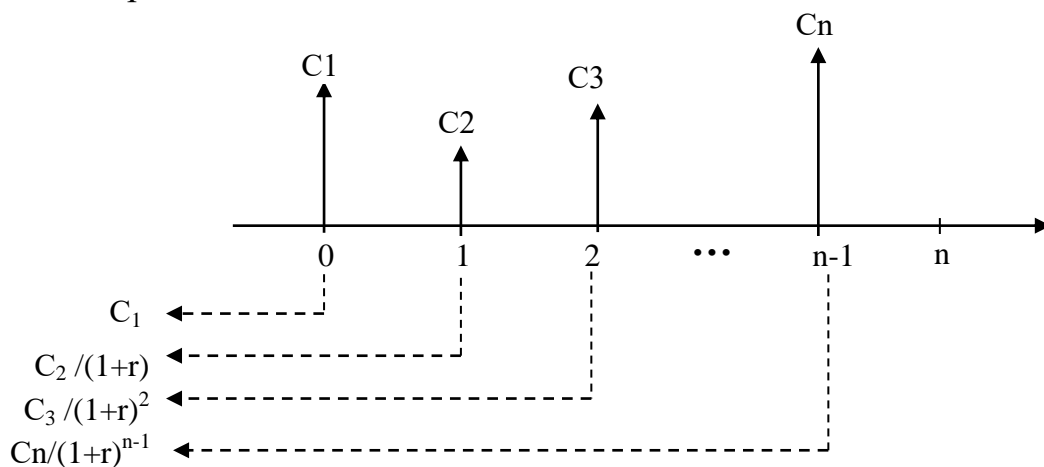 Cn
C1
C3
C2
0 1 2 ... n-1 n
C₁
C₂ /(1+r)
C₃ /(1+r)²
Cn/(1+r)ⁿ⁻¹